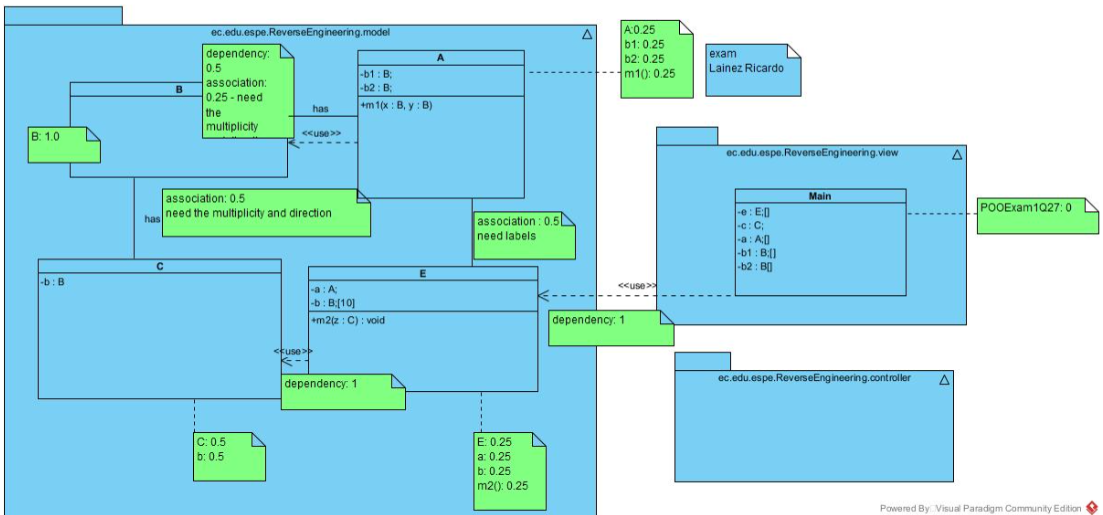 ec.edu.espe.ReverseEngineering.model
dependency:
0.5
association:
0.25 - need
the
multiplicity
A
-b1 : B;
-b2 : B;
+m1(x : B, y : B)
A:0.25
b1: 0.25
b2: 0.25
m1(): 0.25
exam
Lainez Ricardo
B
has
<<use>>
B: 1.0
association: 0.5
need the multiplicity and direction
has
association : 0.5
need labels
ec.edu.espe.ReverseEngineering.view
Main
-e : E;[]
-c : C;
-a : A;[]
-b1 : B;[]
-b2 : B[]
POOExam1Q27: 0
C
-b : B
E
-a : A;
-b : B;[10]
+m2(z : C) : void
<<use>>
<<use>>
dependency: 1
dependency: 1
ec.edu.espe.ReverseEngineering.controller
C: 0.5
b: 0.5
E: 0.25
a: 0.25
b: 0.25
m2(): 0.25
Powered By Visual Paradigm Community Edition